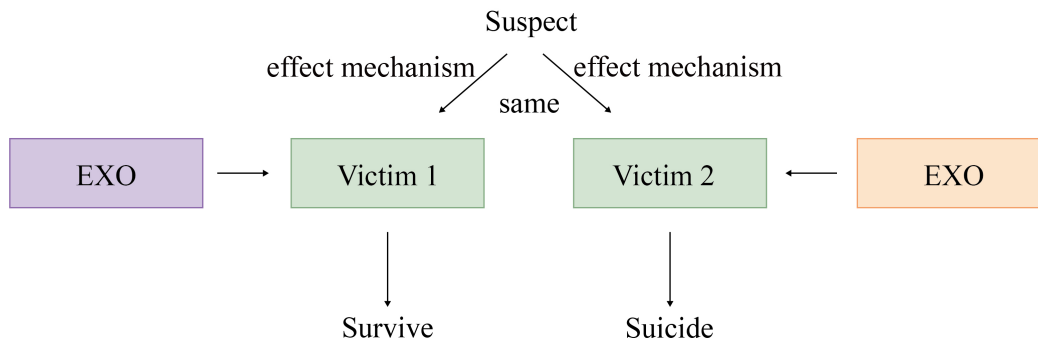 Suspect
effect mechanism
effect mechanism
same
EXO
Victim 1
Victim 2
EXO
Survive
Suicide